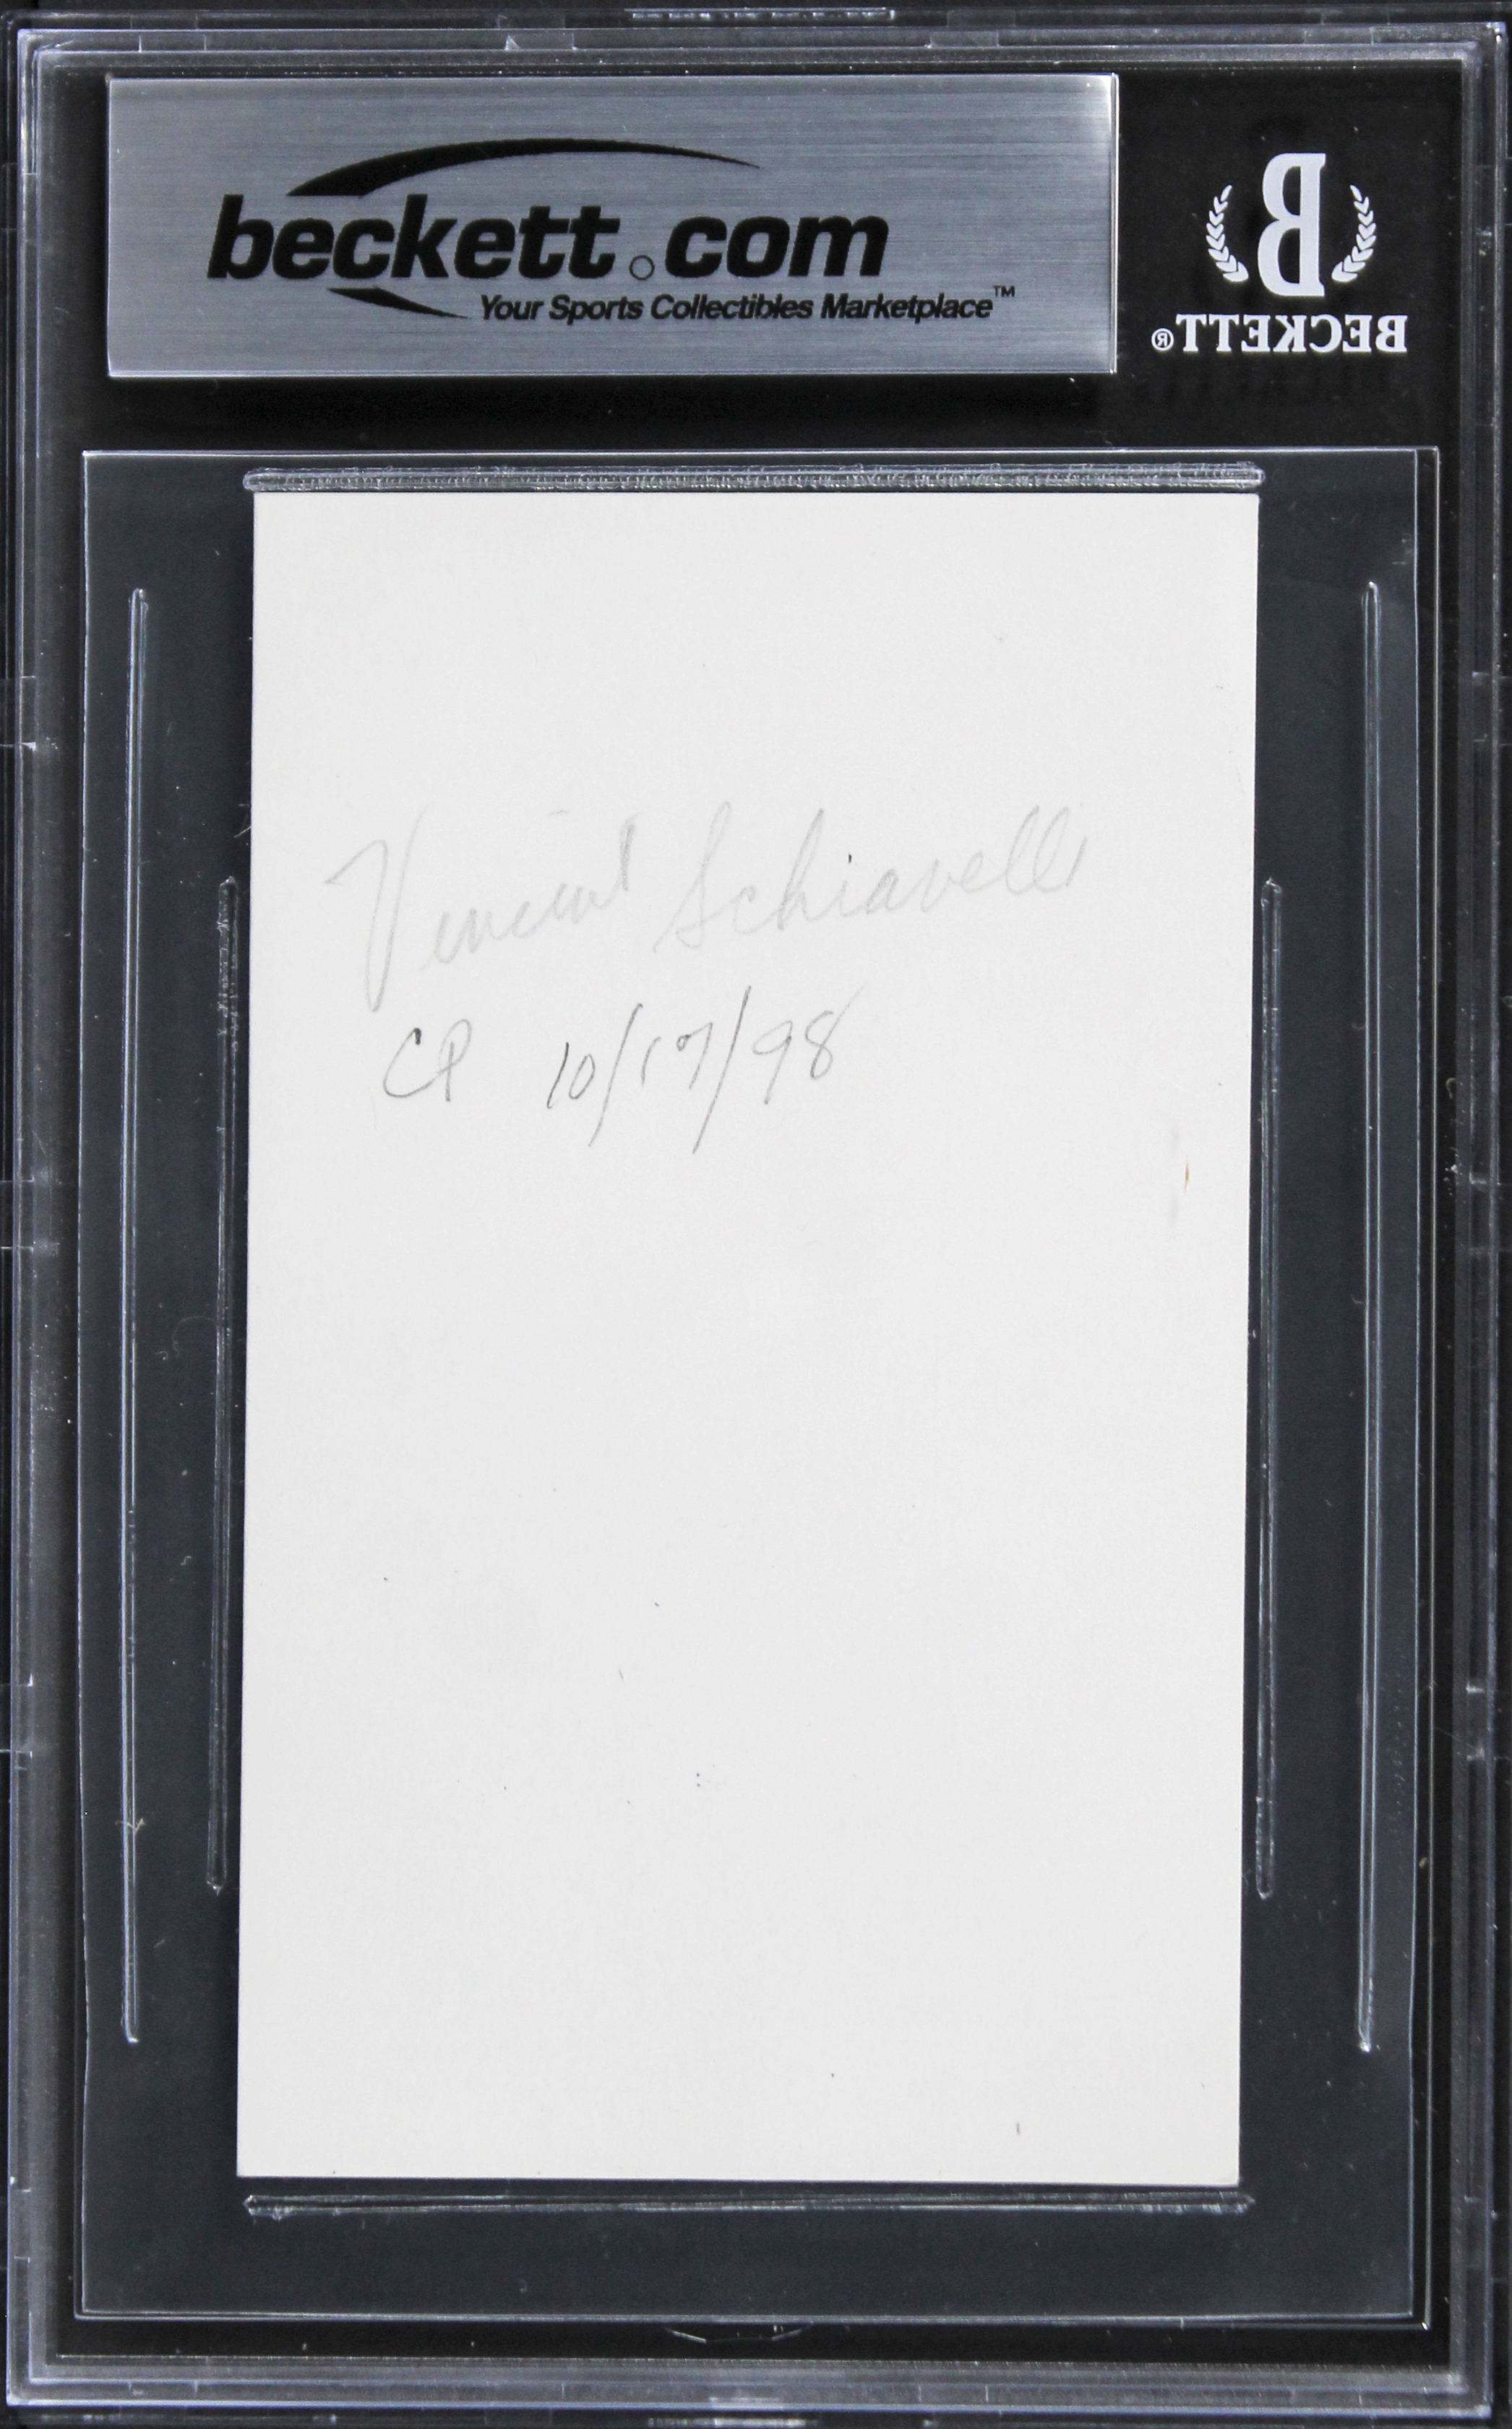 beckett.com
Your Sports Collectibles Marketplace™
B
BECKETT®
Vincent Schiavelli
CP 10/17/98